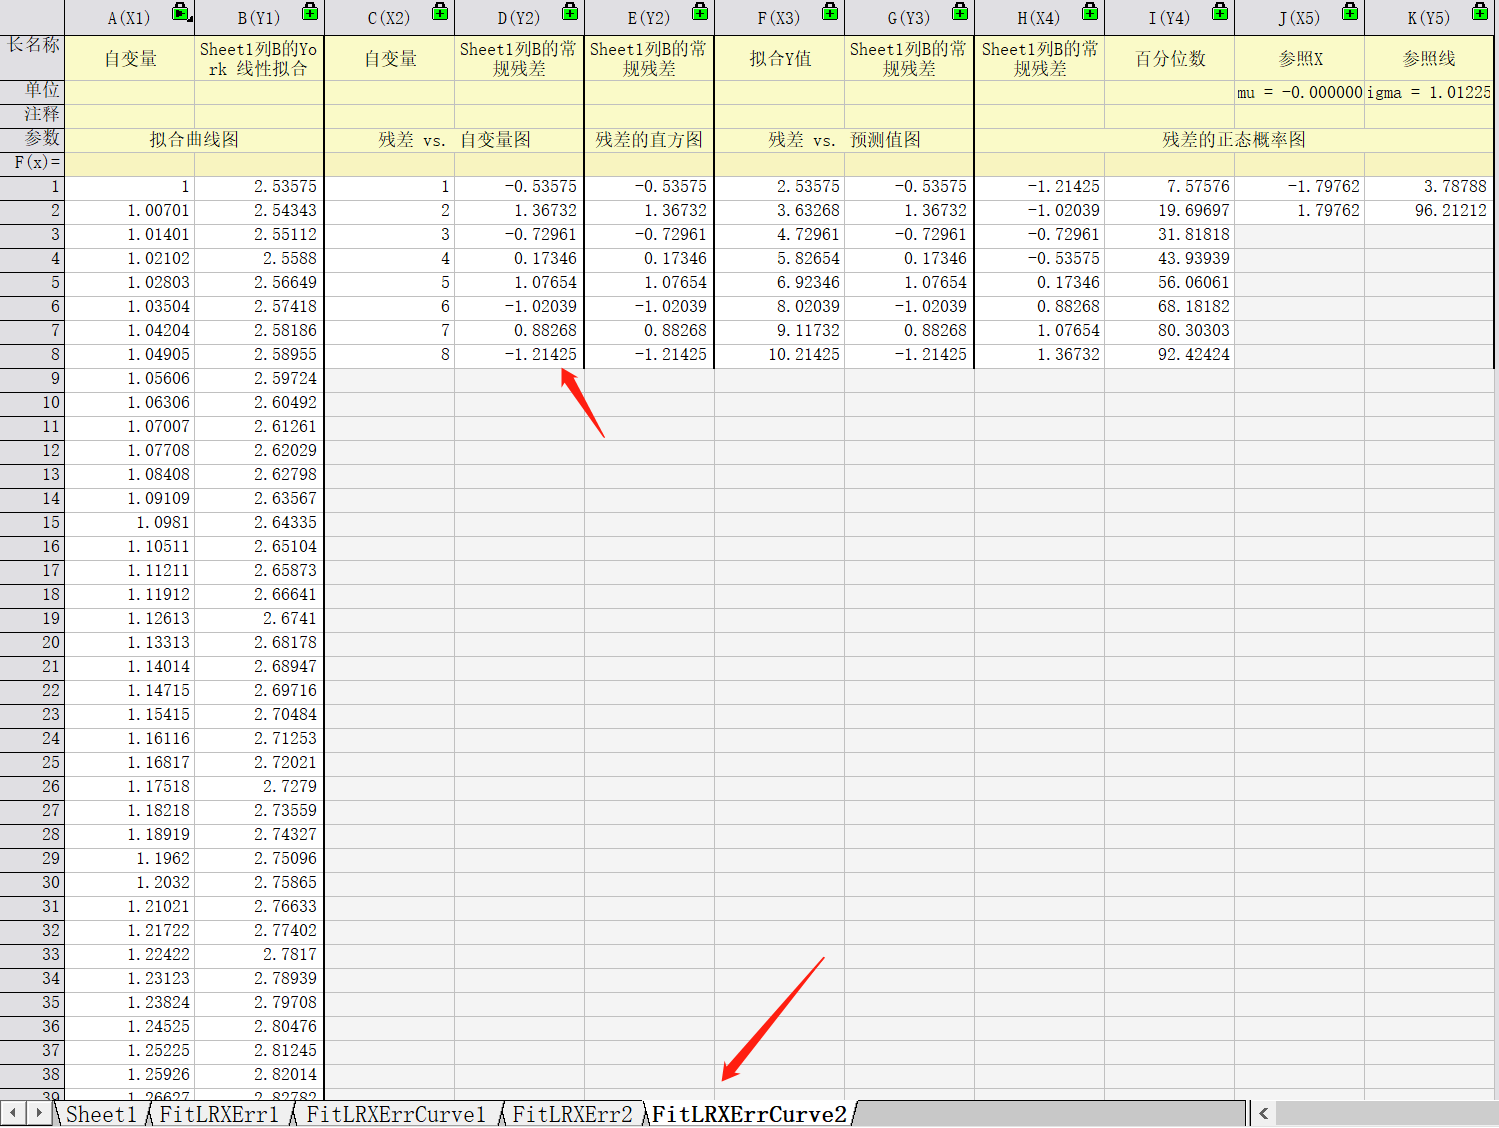 A(X1) B(Y1) C(X2) D(Y2) E(Y2) F(X3) G(Y3) H(X4) I(Y4) J(X5) K(Y5)
长名称 自变量 Sheet1列B的York 线性拟合 自变量 Sheet1列B的常规残差 Sheet1列B的常规残差 拟合Y值 Sheet1列B的常规残差 Sheet1列B的常规残差 百分位数 参照X 参照线
单位 mu = -0.000000 igma = 1.01225
注释
参数 拟合曲线图 残差 vs. 自变量图 残差的直方图 残差 vs. 预测值图 残差的正态概率图
F(x)=
1 1 2.53575 1 -0.53575 -0.53575 2.53575 -0.53575 -1.21425 7.57576 -1.79762 3.78788
2 1.00701 2.54343 2 1.36732 1.36732 3.63268 1.36732 -1.02039 19.69697 1.79762 96.21212
3 1.01401 2.55112 3 -0.72961 -0.72961 4.72961 -0.72961 -0.72961 31.81818
4 1.02102 2.5588 4 0.17346 0.17346 5.82654 0.17346 -0.53575 43.93939
5 1.02803 2.56649 5 1.07654 1.07654 6.92346 1.07654 0.17346 56.06061
6 1.03504 2.57418 6 -1.02039 -1.02039 8.02039 -1.02039 0.88268 68.18182
7 1.04204 2.58186 7 0.88268 0.88268 9.11732 0.88268 1.07654 80.30303
8 1.04905 2.58955 8 -1.21425 -1.21425 10.21425 -1.21425 1.36732 92.42424
9 1.05606 2.59724
10 1.06306 2.60492
11 1.07007 2.61261
12 1.07708 2.62029
13 1.08408 2.62798
14 1.09109 2.63567
15 1.0981 2.64335
16 1.10511 2.65104
17 1.11211 2.65873
18 1.11912 2.66641
19 1.12613 2.6741
20 1.13313 2.68178
21 1.14014 2.68947
22 1.14715 2.69716
23 1.15415 2.70484
24 1.16116 2.71253
25 1.16817 2.72021
26 1.17518 2.7279
27 1.18218 2.73559
28 1.18919 2.74327
29 1.1962 2.75096
30 1.2032 2.75865
31 1.21021 2.76633
32 1.21722 2.77402
33 1.22422 2.7817
34 1.23123 2.78939
35 1.23824 2.79708
36 1.24525 2.80476
37 1.25225 2.81245
38 1.25926 2.82014
39 1.26627 2.82782
Sheet1 FitLRXErr1 FitLRXErrCurve1 FitLRXErr2 FitLRXErrCurve2